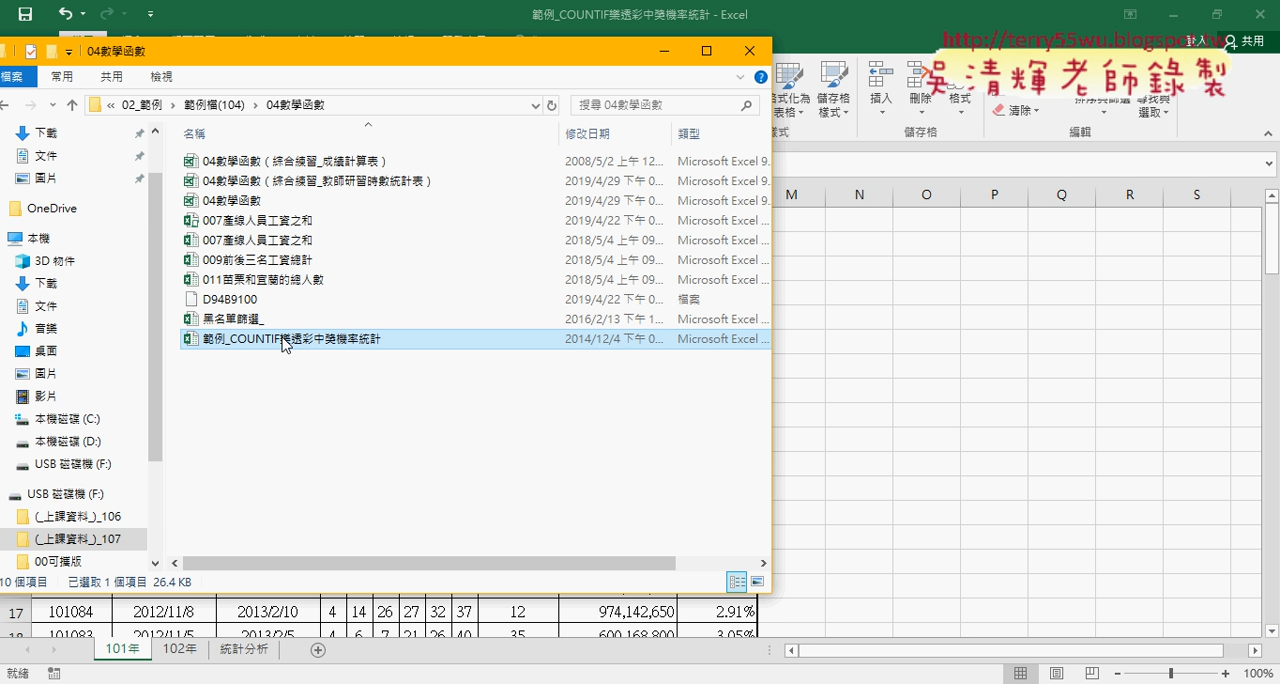 範例_COUNTIF樂透彩中獎機率統計 - Excel
登入 共用
http://terry55wu.blogspot.tw
吳清輝老師錄製
04數學函數
檔案 常用 共用 檢視
02_範例 › 範例檔(104) › 04數學函數
搜尋 04數學函數
儲存格
樣式
插入 刪除 格式
清除
選取
樣式 儲存格 編輯
名稱 修改日期 類型
下載
文件
圖片
OneDrive
本機
3D 物件
下載
文件
音樂
桌面
圖片
影片
本機磁碟 (C:)
本機磁碟 (D:)
USB 磁碟機 (F:)
USB 磁碟機 (F:)
(_上課資料_)_106
(_上課資料_)_107
00可攜版
04數學函數 ( 綜合練習_成績計算表 ) 2008/5/2 上午 12... Microsoft Excel 9.
04數學函數 ( 綜合練習_教師研習時數統計表 ) 2019/4/29 下午 0... Microsoft Excel 9.
04數學函數 2019/4/29 下午 0... Microsoft Excel 9.
007產線人員工資之和 2019/4/22 下午 0... Microsoft Excel ...
007產線人員工資之和 2018/5/4 上午 09... Microsoft Excel ...
009前後三名工資總計 2018/5/4 上午 09... Microsoft Excel ...
011苗栗和宜蘭的總人數 2018/5/4 上午 09... Microsoft Excel ...
D94B9100 2019/4/22 下午 0... 檔案
黑名單篩選_ 2016/2/13 下午 1... Microsoft Excel ...
範例_COUNTIF樂透彩中獎機率統計 2014/12/4 下午 0... Microsoft Excel ...
10 個項目 已選取 1 個項目 26.4 KB
M N O P Q R S
17 101084 2012/11/8 2013/2/10 4 14 26 27 32 37 12 974,142,650 2.91%
18 101083 2012/11/5 2013/2/5 4 6 7 21 26 40 35 600,168,800 3.05%
101年 102年 統計分析
就緒 100%